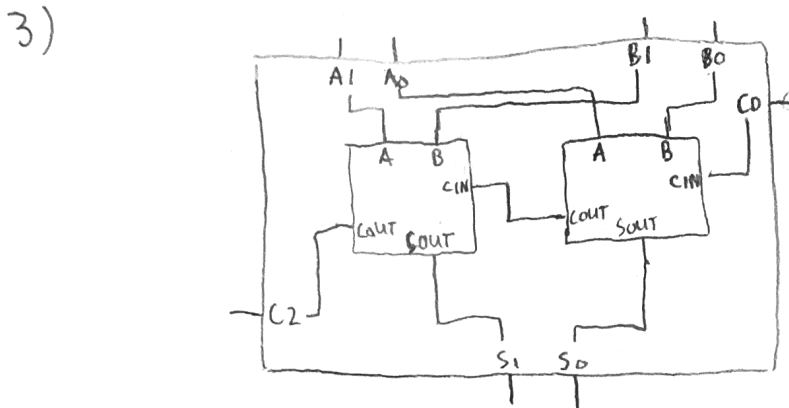 3)
A1 A0 B1 B0
C0
A B A B
CIN CIN
COUT COUT
SOUT SOUT
C2
S1 S0